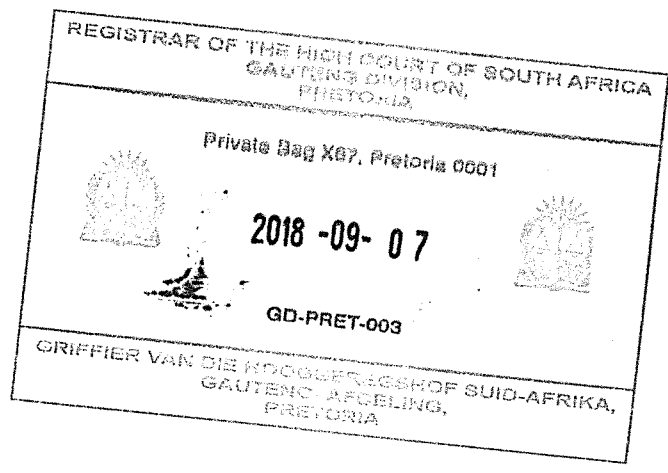 REGISTRAR OF THE HIGH COURT OF SOUTH AFRICA
GAUTENG DIVISION,
PRETORIA
Private Bag X67, Pretoria 0001
2018 -09- 07
GD-PRET-003
GRIFFIER VAN DIE HOOGGEREGSHOF SUID-AFRIKA,
GAUTENG AFDELING,
PRETORIA